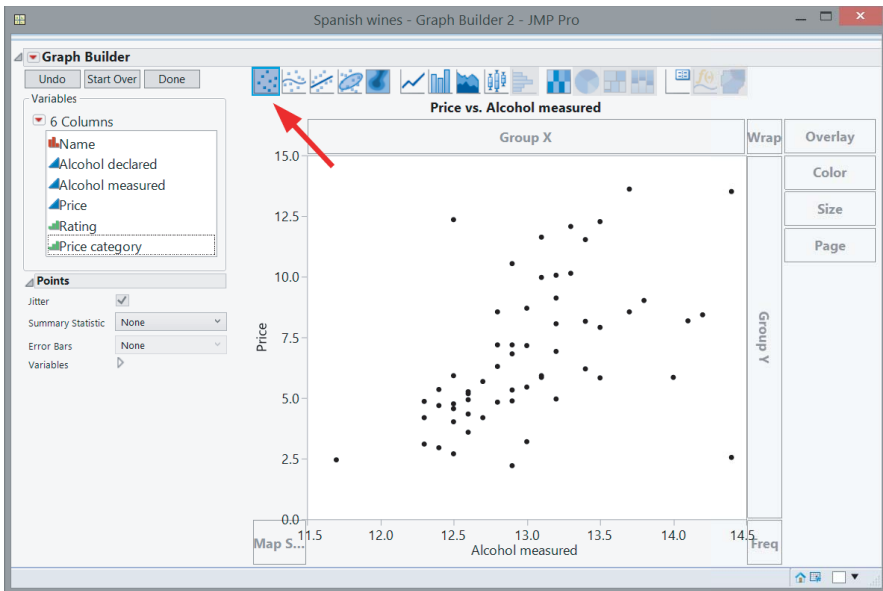 Spanish wines - Graph Builder 2 - JMP Pro
Graph Builder
Undo Start Over Done
Variables
6 Columns
Name
Alcohol declared
Alcohol measured
Price
Rating
Price category
Points
Jitter
Summary Statistic None
Error Bars None
Variables
Price vs. Alcohol measured
Group X
Wrap
Overlay
Color
Size
Page
15.0
12.5
10.0
7.5
5.0
2.5
0.0
Price
Group Y
Map S...
11.5 12.0 12.5 13.0 13.5 14.0 14.5
Alcohol measured
Freq